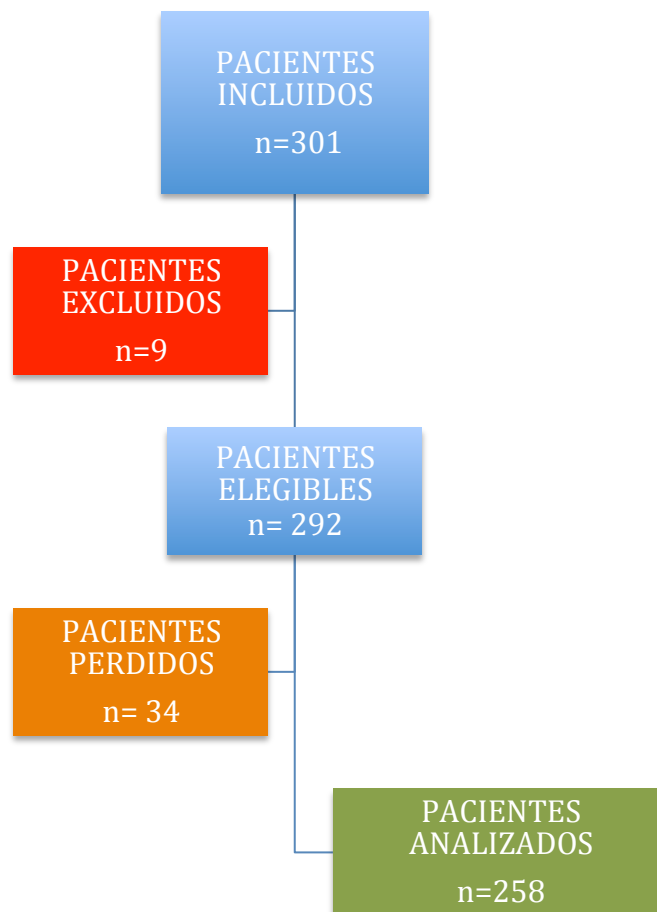 PACIENTES
INCLUIDOS
n=301
PACIENTES
EXCLUIDOS
n=9
PACIENTES
ELEGIBLES
n= 292
PACIENTES
PERDIDOS
n= 34
PACIENTES
ANALIZADOS
n=258